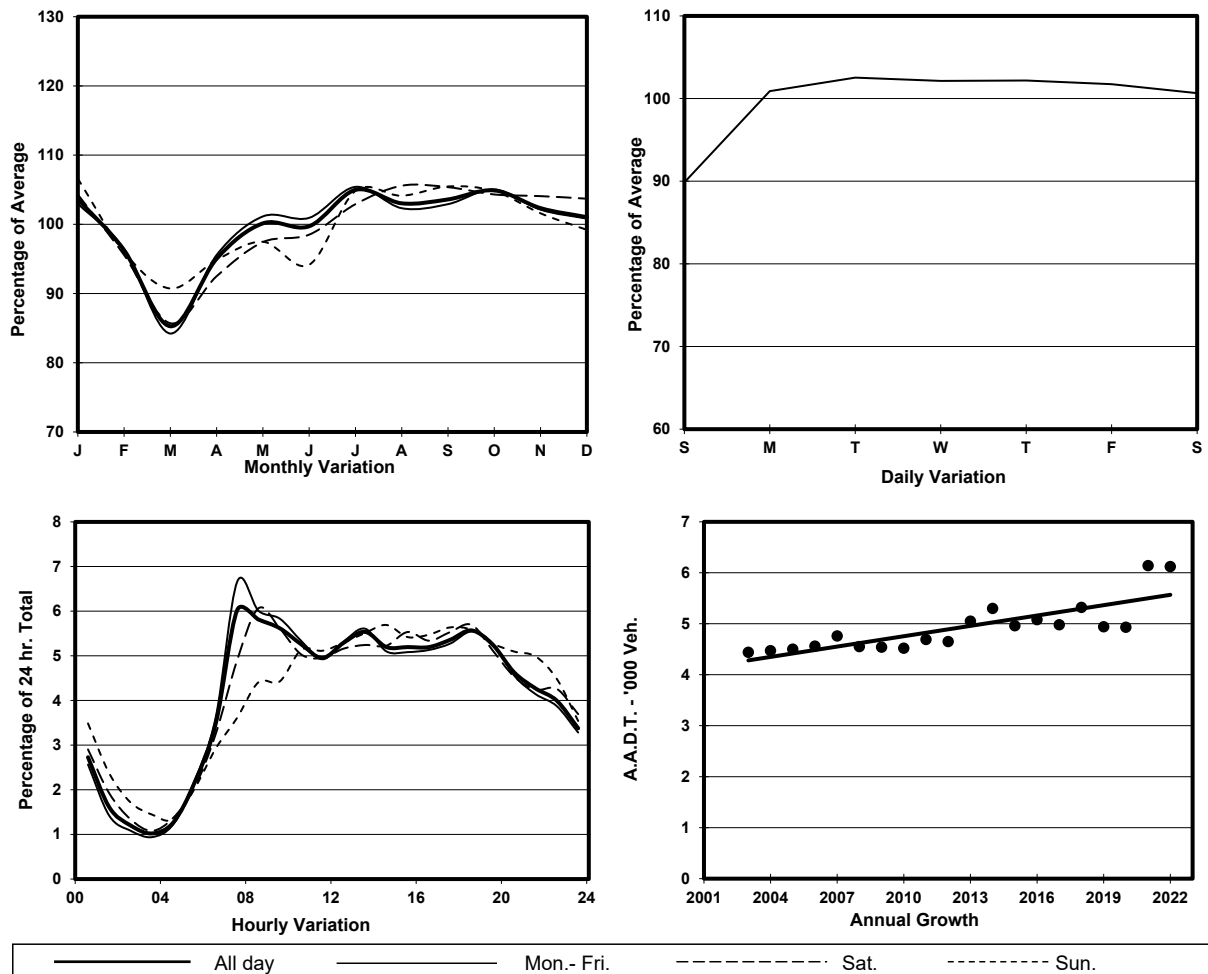 Percentage of Average
130
120
110
100
90
80
70
J F M A M J J A S O N D
Monthly Variation
Percentage of Average
110
100
90
80
70
60
S M T W T F S
Daily Variation
Percentage of 24 hr. Total
8
7
6
5
4
3
2
1
0
00 04 08 12 16 20 24
Hourly Variation
A.A.D.T. - '000 Veh.
7
6
5
4
3
2
1
0
2001 2004 2007 2010 2013 2016 2019 2022
Annual Growth
All day Mon.- Fri. Sat. Sun.